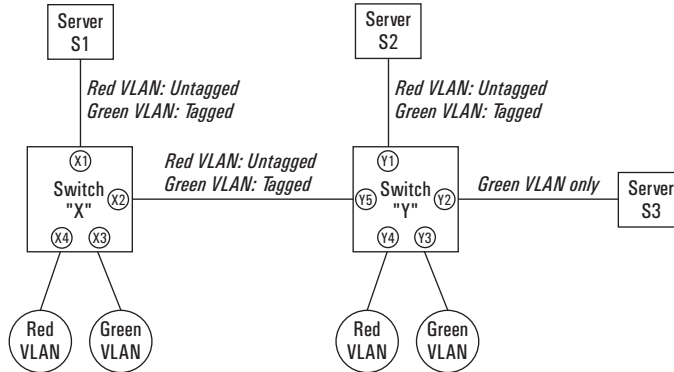 Server
S1
Server
S2
Red VLAN: Untagged
Green VLAN: Tagged
Red VLAN: Untagged
Green VLAN: Tagged
X1
Switch
"X"
X2
X4
X3
Red VLAN: Untagged
Green VLAN: Tagged
Y1
Y5
Switch
"Y"
Y2
Y4
Y3
Green VLAN only
Server
S3
Red
VLAN
Green
VLAN
Red
VLAN
Green
VLAN